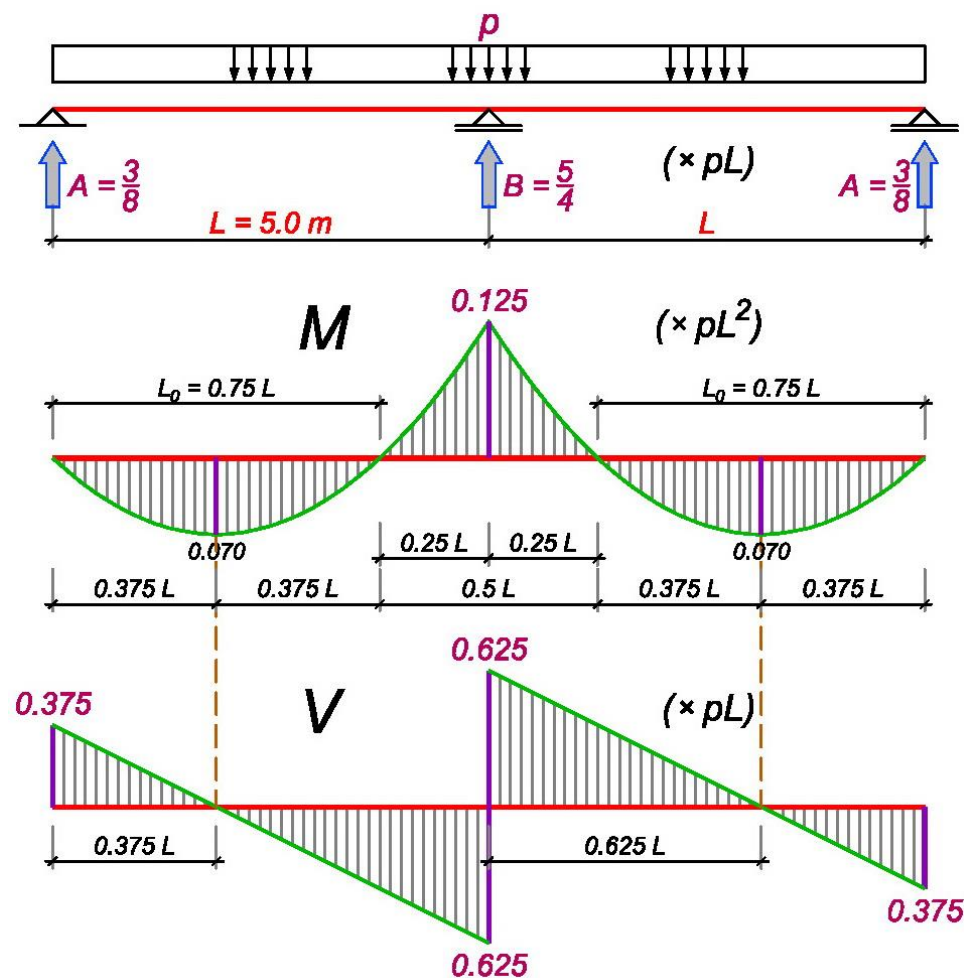 p
A = 3/8
B = 5/4
(× pL)
A = 3/8
L = 5.0 m
L
0.125
M
(× pL²)
L₀ = 0.75 L
L₀ = 0.75 L
0.070
0.25 L
0.25 L
0.070
0.375 L
0.375 L
0.5 L
0.375 L
0.375 L
0.625
0.375
V
(× pL)
0.375 L
0.625 L
0.375
0.625